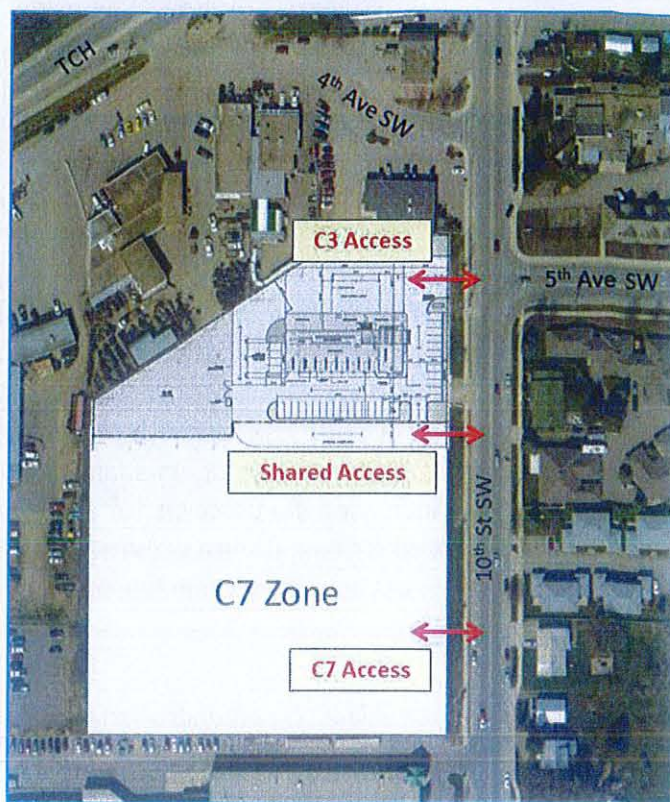 TCH
4th Ave SW
C3 Access
5th Ave SW
Shared Access
10th St SW
C7 Zone
C7 Access